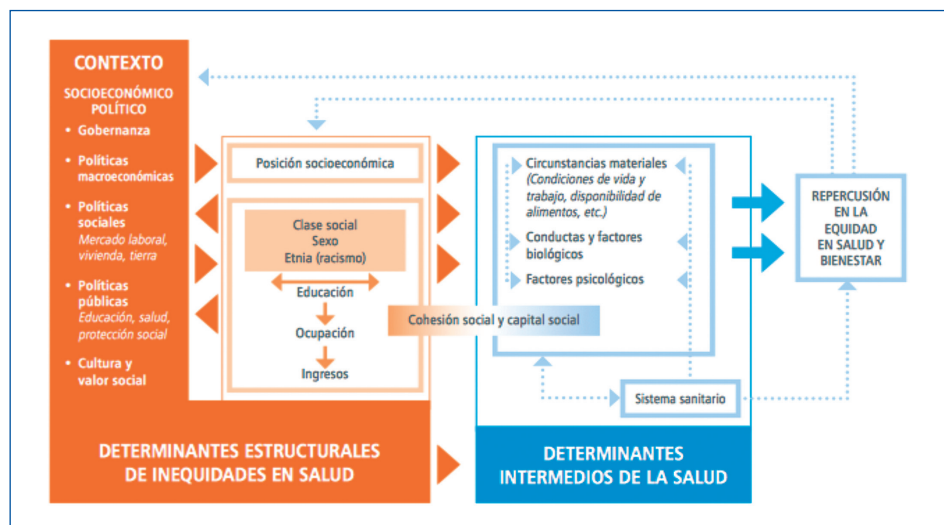 CONTEXTO
SOCIOECONÓMICO
POLÍTICO
• Gobernanza
• Políticas
macroeconómicas
• Políticas
sociales
Mercado laboral,
vivienda, tierra
• Políticas
públicas
Educación, salud,
protección social
• Cultura y
valor social
Posición socioeconómica
Clase social
Sexo
Etnia (racismo)
Educación
Ocupación
Ingresos
Cohesión social y capital social
Circunstancias materiales
(Condiciones de vida y
trabajo, disponibilidad de
alimentos, etc.)
Conductas y factores
biológicos
Factores psicológicos
Sistema sanitario
REPERCUSIÓN
EN LA
EQUIDAD
EN SALUD Y
BIENESTAR
DETERMINANTES ESTRUCTURALES
DE INEQUIDADES EN SALUD
DETERMINANTES
INTERMEDIOS DE LA SALUD